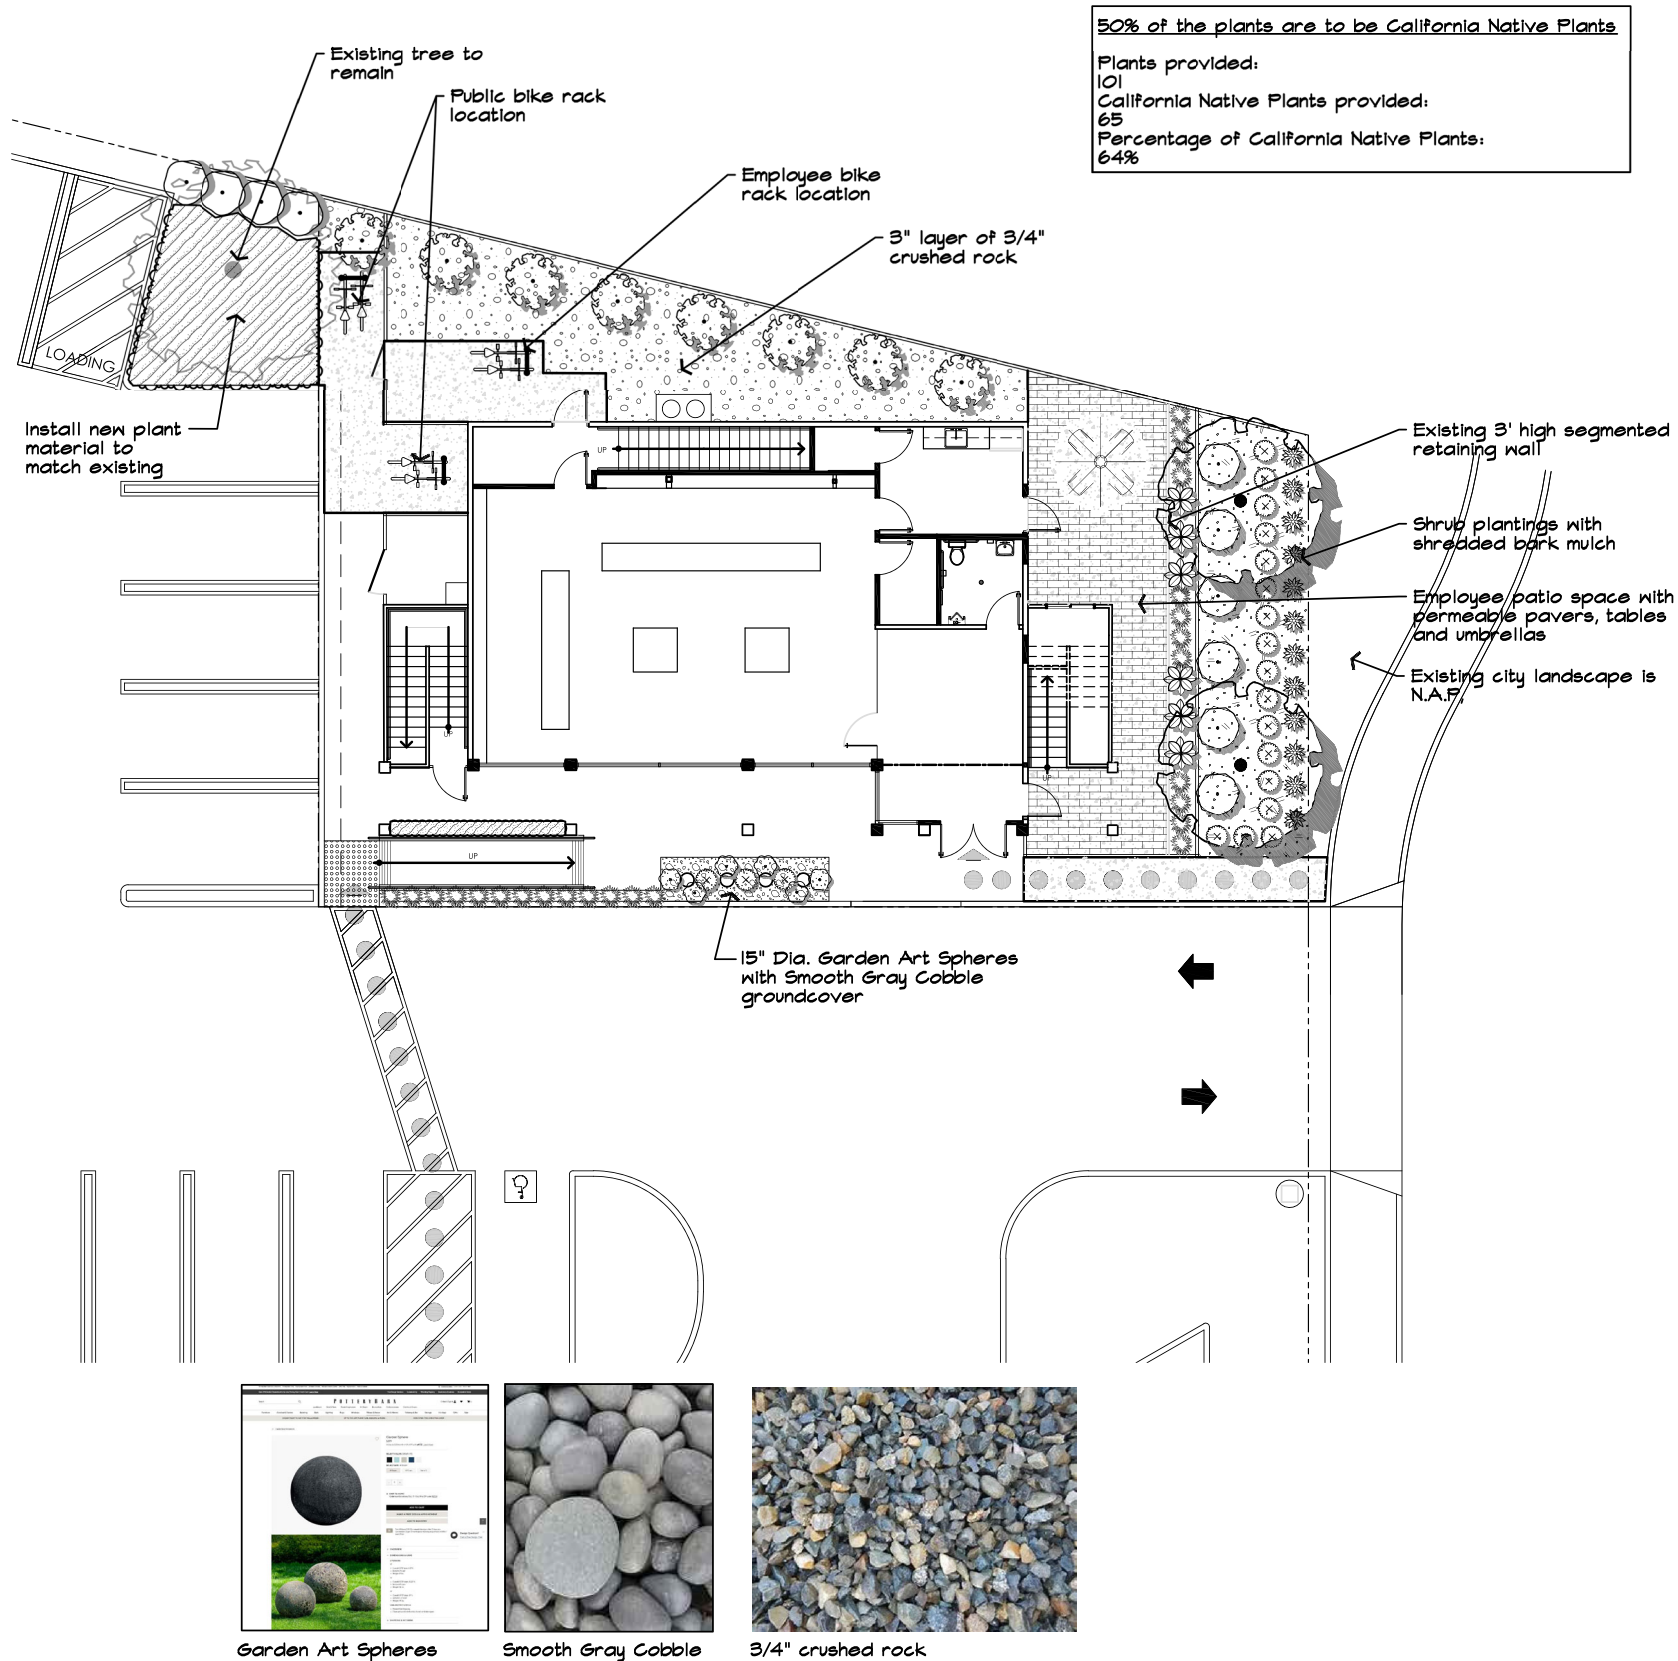 50% of the plants are to be California Native Plants
Plants provided:
101
California Native Plants provided:
65
Percentage of California Native Plants:
64%
Existing tree to
remain
Public bike rack
location
Employee bike
rack location
3" layer of 3/4"
crushed rock
LOADING
Install new plant
material to
match existing
Existing 3' high segmented
retaining wall
Shrub plantings with
shredded bark mulch
Employee patio space with
permeable pavers, tables
and umbrellas
Existing city landscape is
N.A.P.
UP
UP
UP
UP
15" Dia. Garden Art Spheres
with Smooth Gray Cobble
groundcover
POTTERY BARN
Garden Art Spheres
Smooth Gray Cobble
3/4" crushed rock